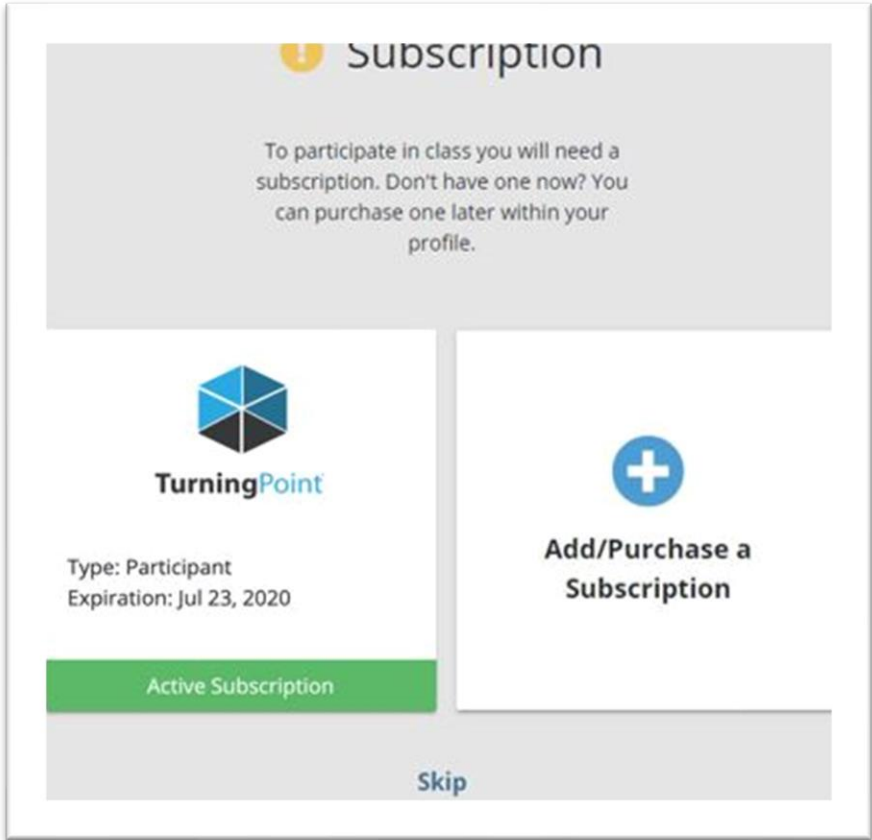 Subscription
To participate in class you will need a
subscription. Don't have one now? You
can purchase one later within your
profile.
TurningPoint
Type: Participant
Expiration: Jul 23, 2020
Active Subscription
Add/Purchase a
Subscription
Skip